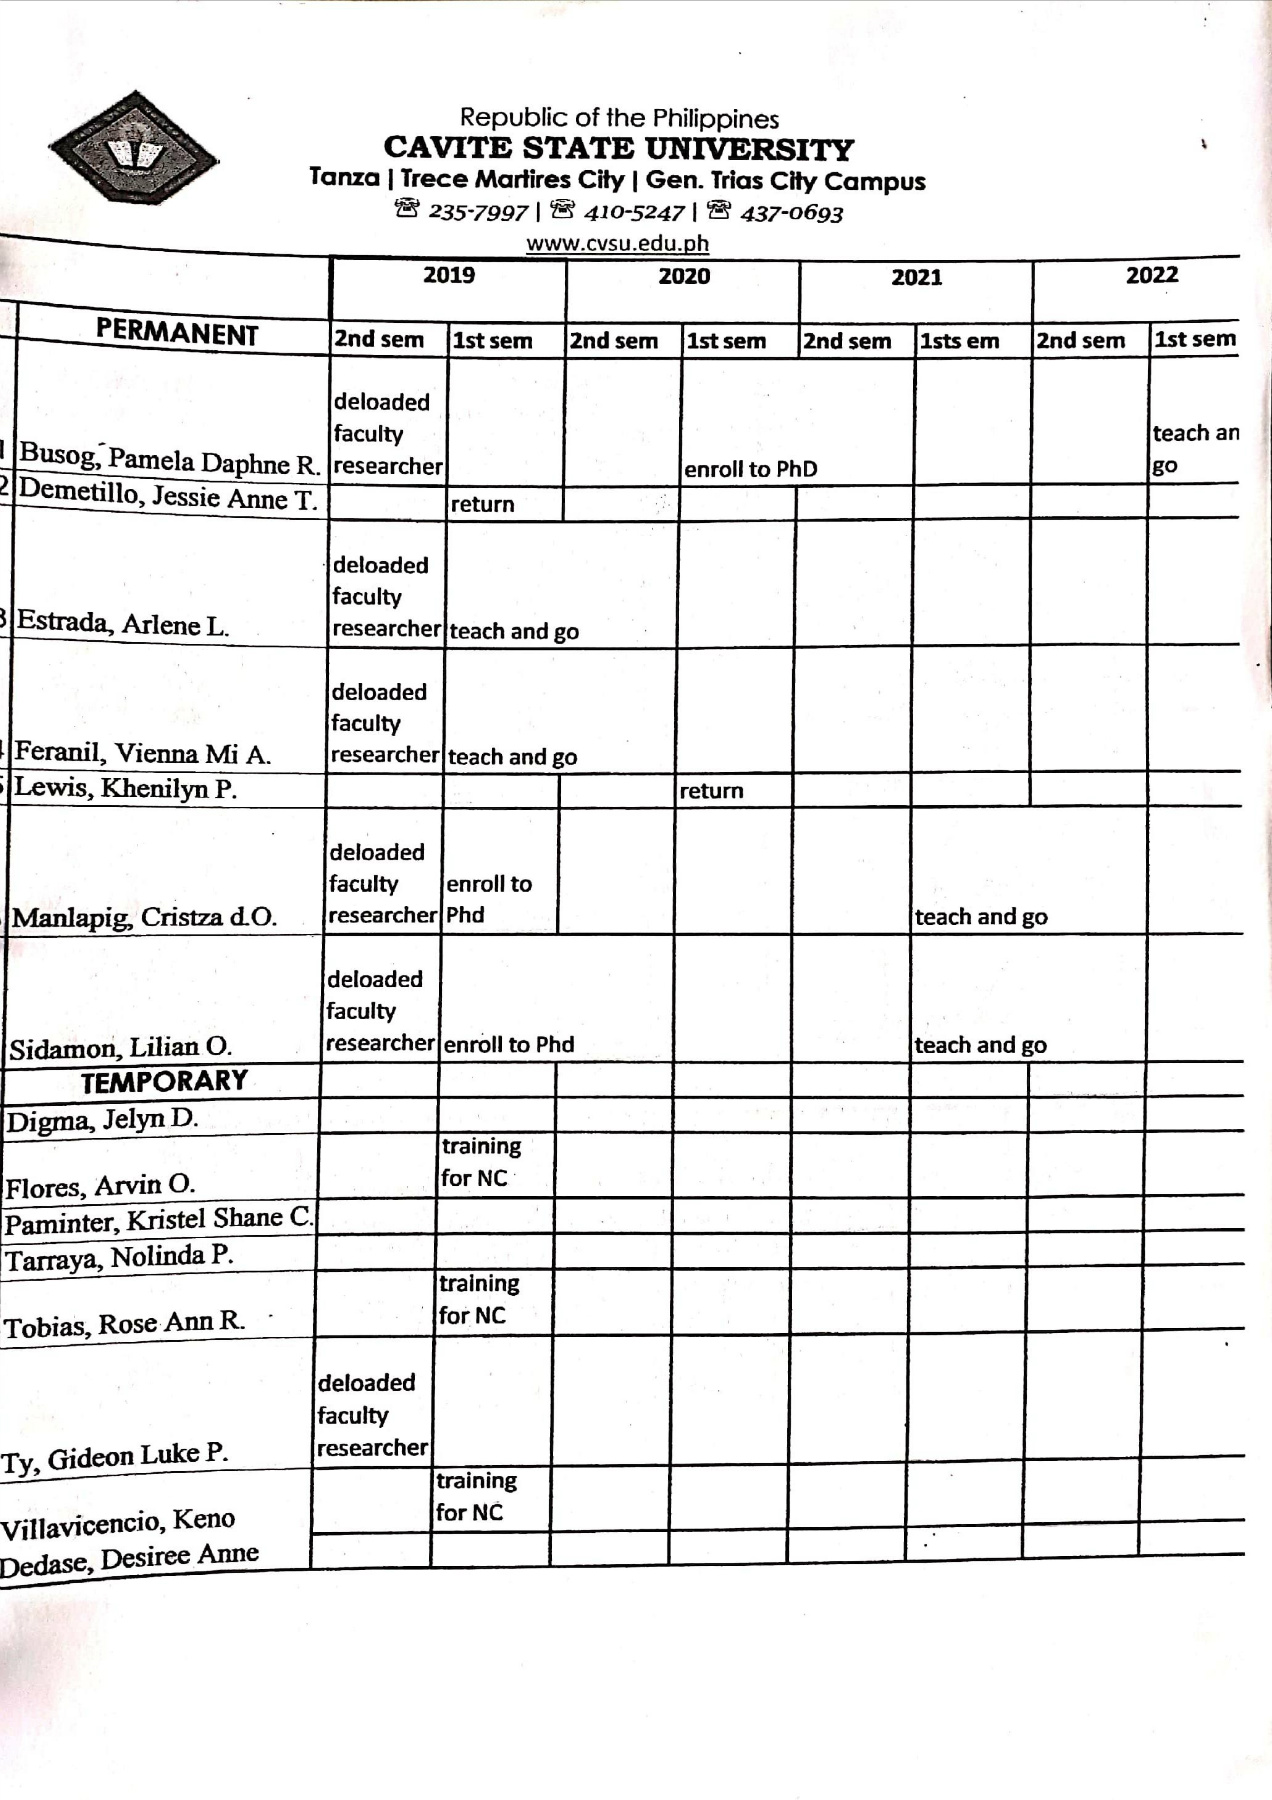 Republic of the Philippines
CAVITE STATE UNIVERSITY
Tanza | Trece Martires City | Gen. Trias City Campus
☏ 235-7997 | ☏ 410-5247 | ☏ 437-0693
www.cvsu.edu.ph
2019 2020 2021 2022
PERMANENT 2nd sem 1st sem 2nd sem 1st sem 2nd sem 1sts em 2nd sem 1st sem
deloaded
faculty teach an
1 Busog, Pamela Daphne R. researcher enroll to PhD go
2 Demetillo, Jessie Anne T. return
deloaded
faculty
3 Estrada, Arlene L. researcher teach and go
deloaded
faculty
Feranil, Vienna Mi A. researcher teach and go
Lewis, Khenilyn P. return
deloaded
faculty enroll to
Manlapig, Cristza d.O. researcher Phd teach and go
deloaded
faculty
Sidamon, Lilian O. researcher enroll to Phd teach and go
TEMPORARY
Digma, Jelyn D.
training
Flores, Arvin O. for NC
Paminter, Kristel Shane C.
Tarraya, Nolinda P.
training
Tobias, Rose Ann R. for NC
deloaded
faculty
Ty, Gideon Luke P. researcher
training
Villavicencio, Keno for NC
Dedase, Desiree Anne